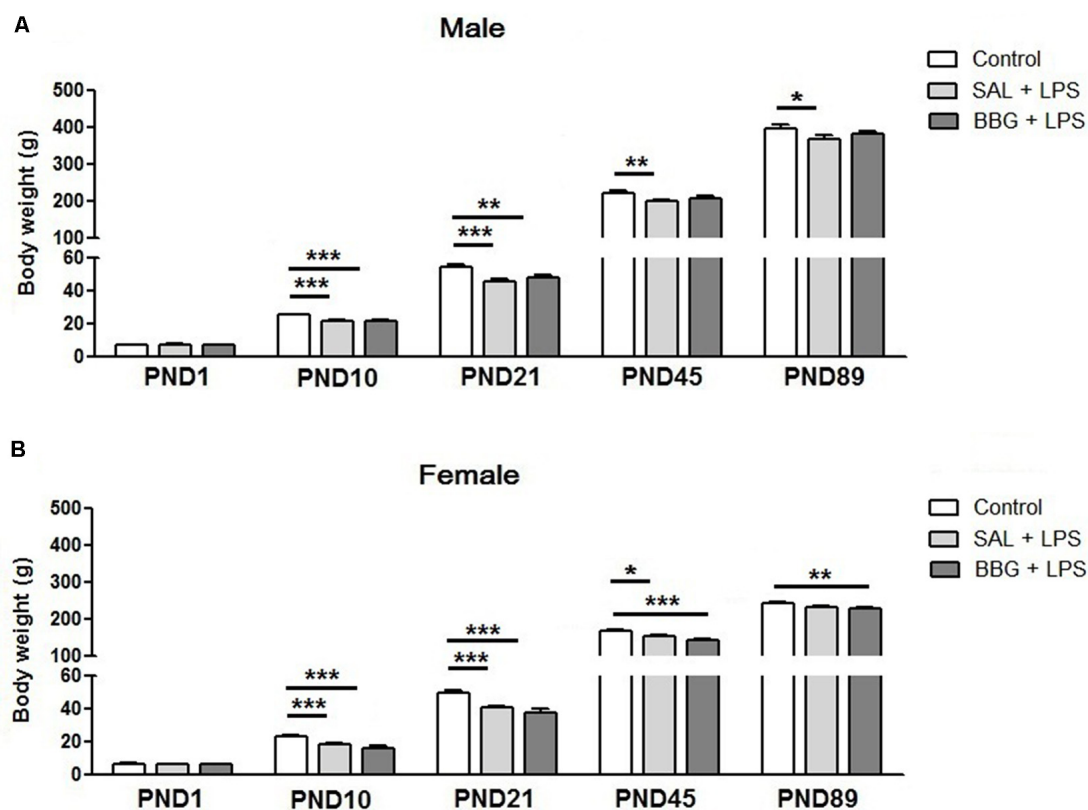 A
Male
Control
SAL + LPS
BBG + LPS
Body weight (g)
500
400
300
200
100
60
40
20
0
***
***
**
***
**
*
PND1
PND10
PND21
PND45
PND89
B
Female
Control
SAL + LPS
BBG + LPS
Body weight (g)
500
400
300
200
100
60
40
20
0
***
***
***
***
*
***
**
PND1
PND10
PND21
PND45
PND89